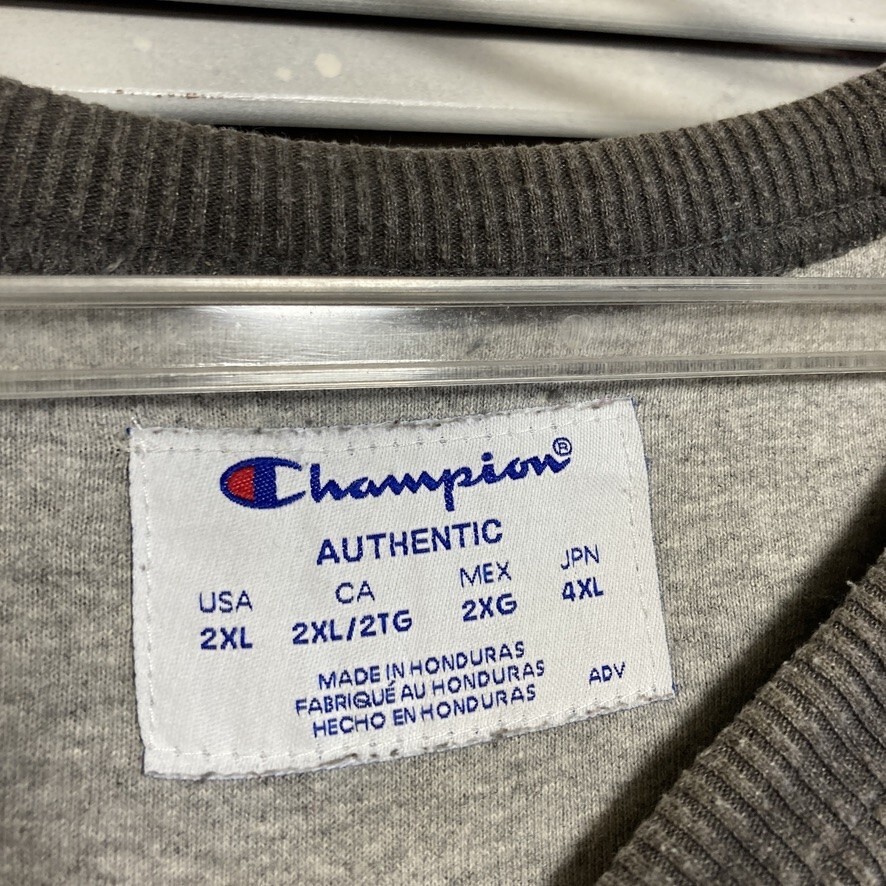 Champion®
AUTHENTIC
USA CA MEX JPN
2XL 2XL/2TG 2XG 4XL
MADE IN HONDURAS
FABRIQUÉ AU HONDURAS ADV
HECHO EN HONDURAS